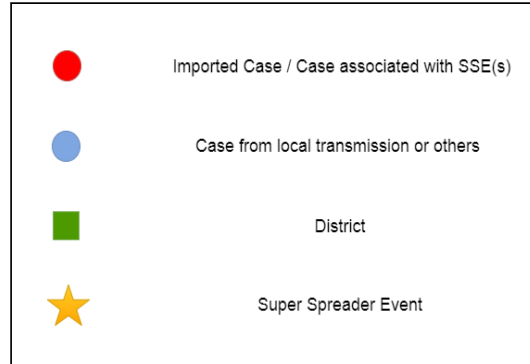 Imported Case / Case associated with SSE(s)
Case from local transmission or others
District
Super Spreader Event